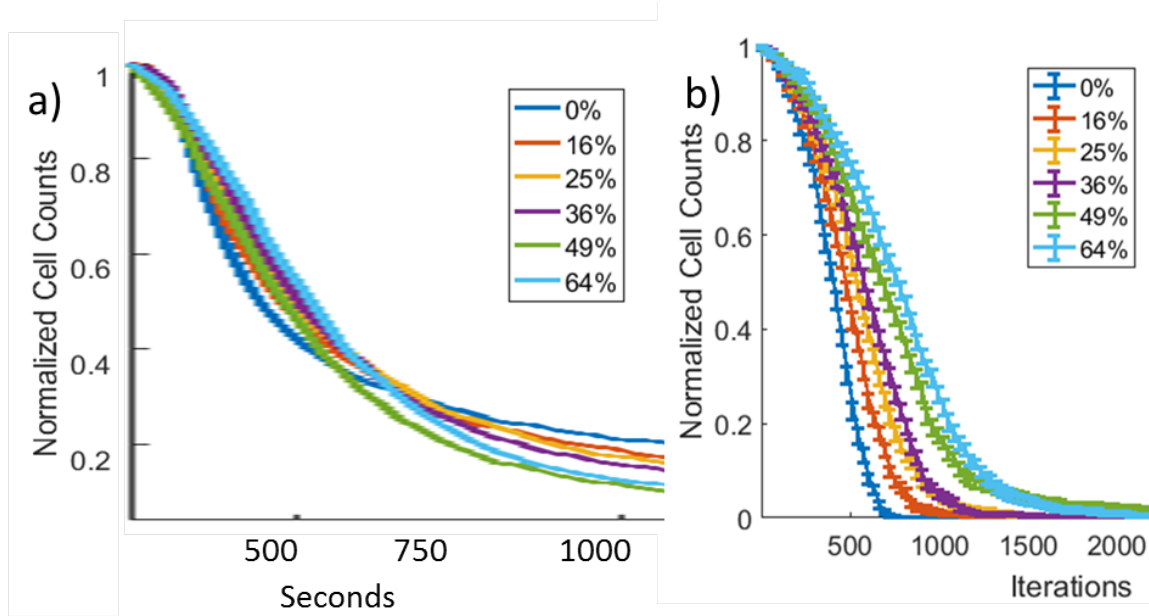 a)
Normalized Cell Counts
1
0.8
0.6
0.4
0.2
0%
16%
25%
36%
49%
64%
500 750 1000
Seconds
b)
Normalized Cell Counts
1
0.8
0.6
0.4
0.2
0
0%
16%
25%
36%
49%
64%
500 1000 1500 2000
Iterations